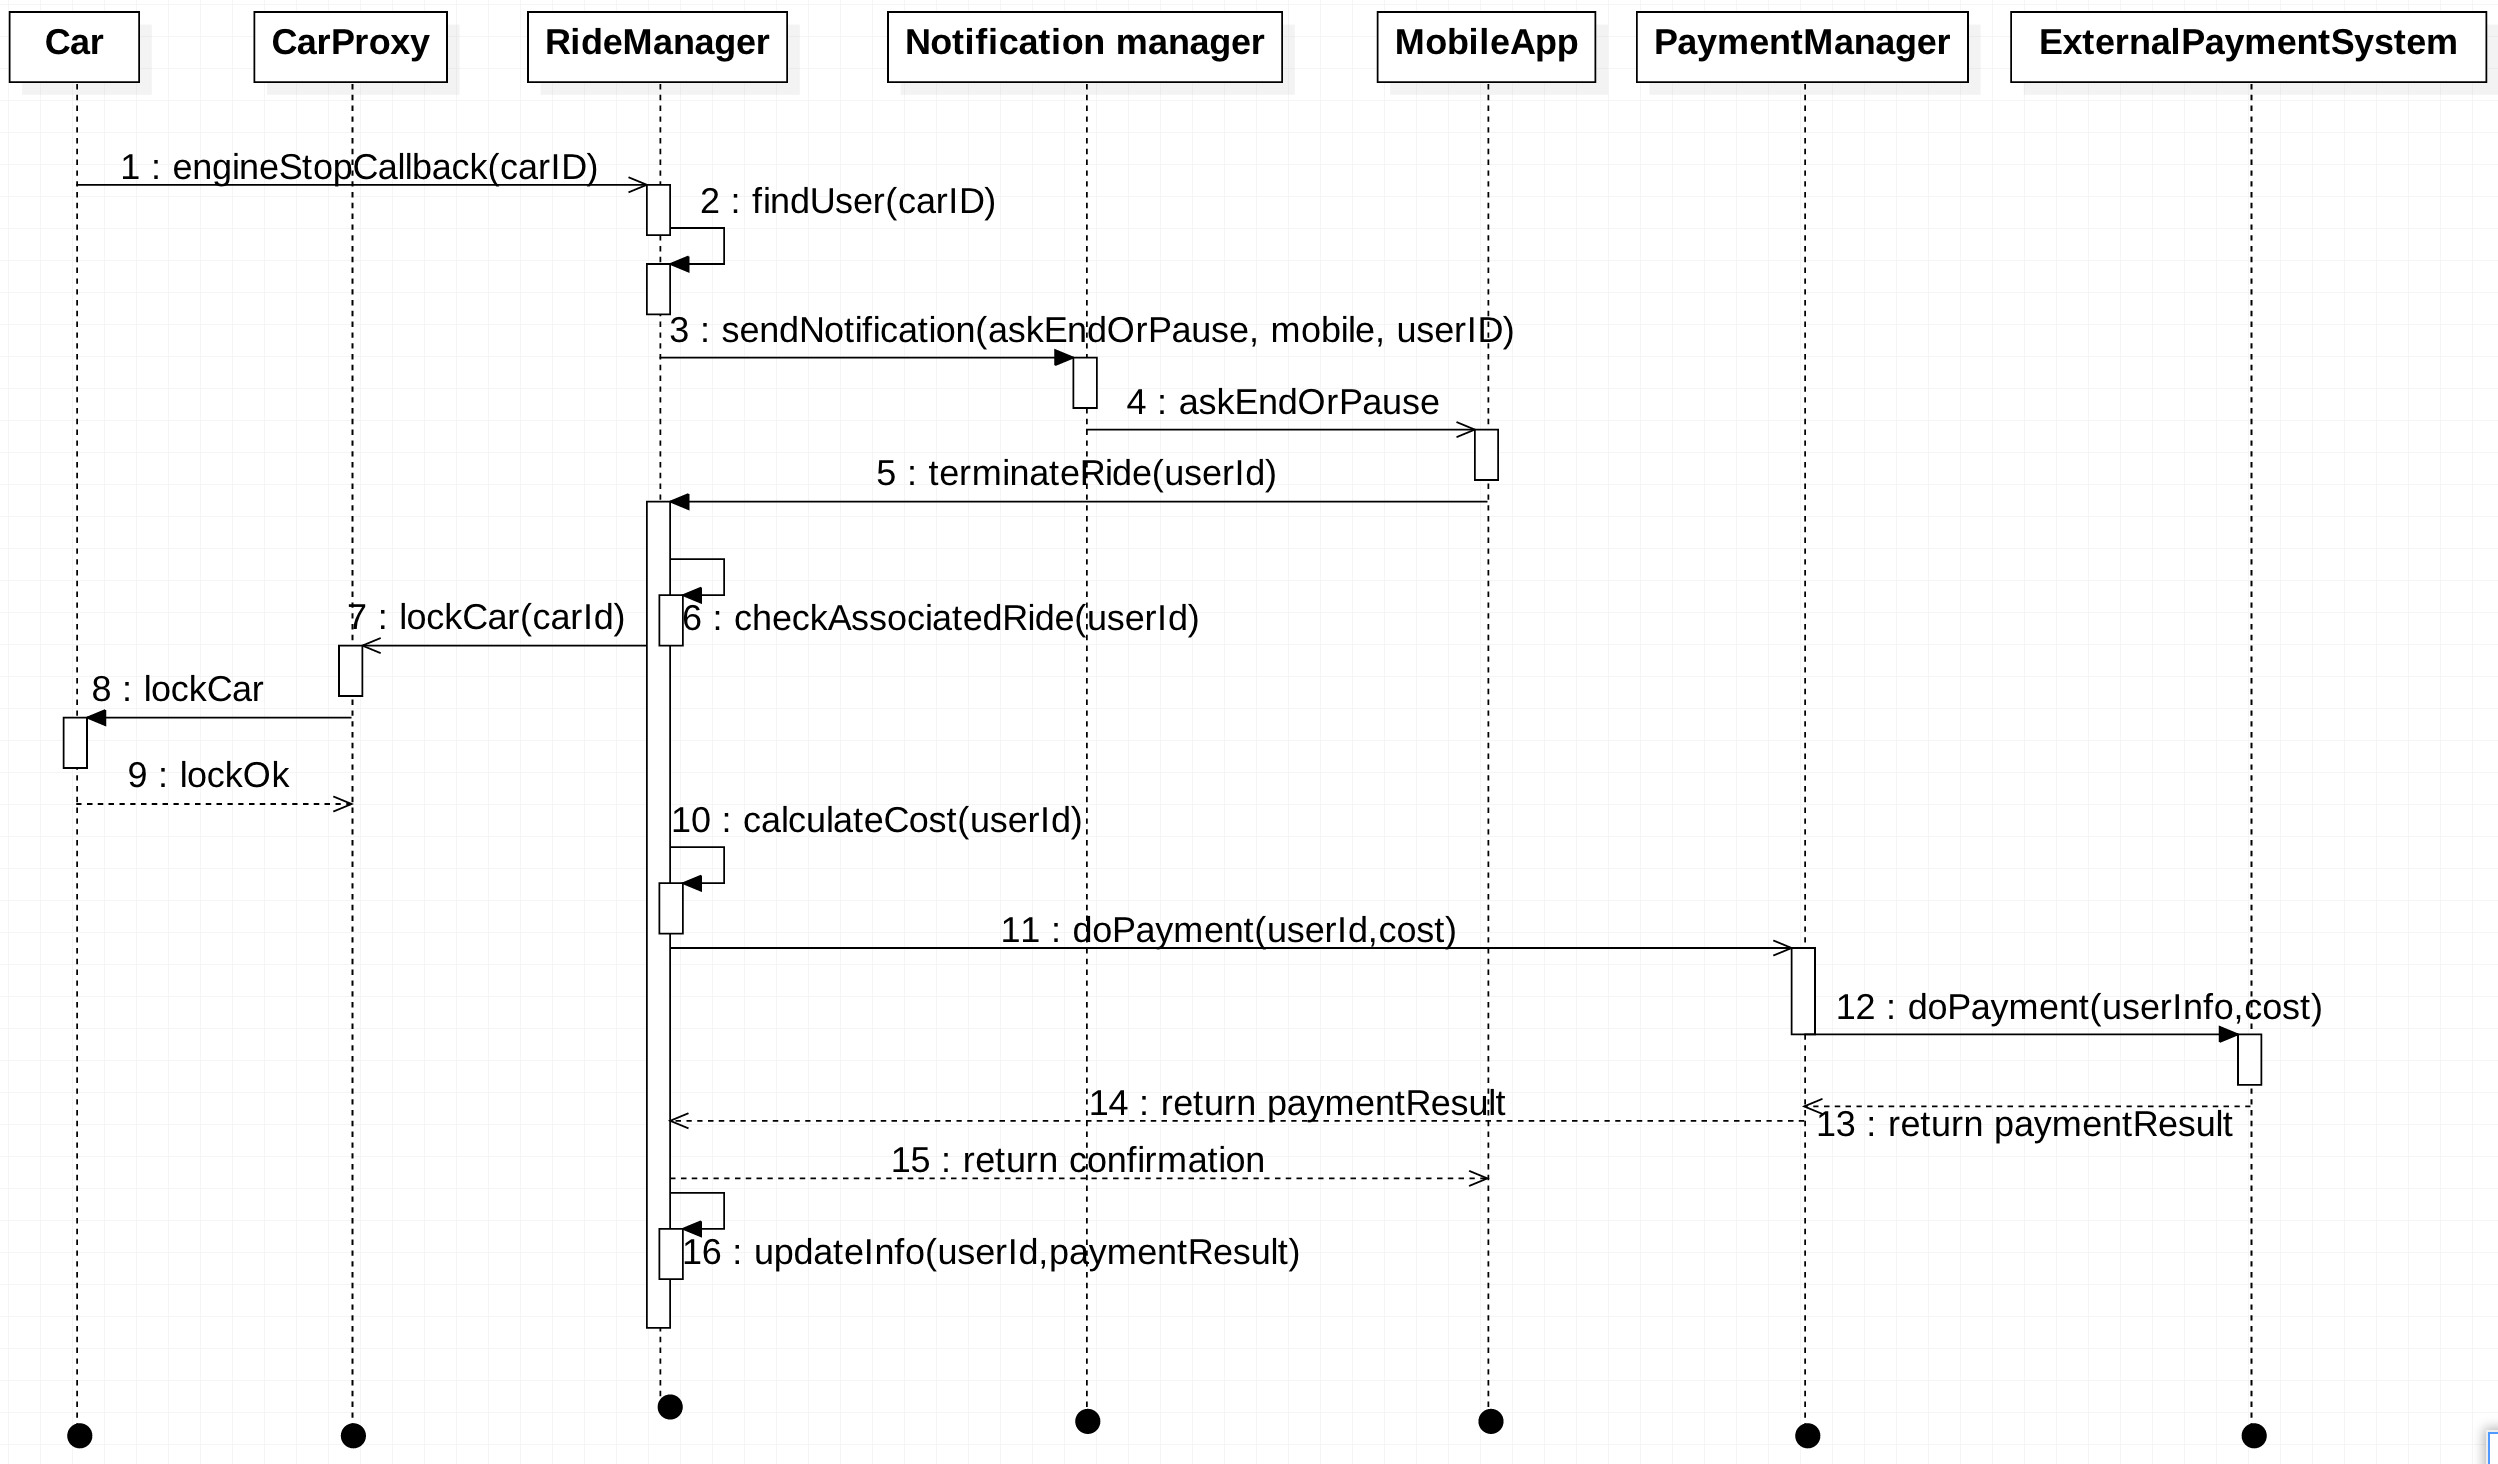 Car
CarProxy
RideManager
Notification manager
MobileApp
PaymentManager
ExternalPaymentSystem
1 : engineStopCallback(carID)
2 : findUser(carID)
3 : sendNotification(askEndOrPause, mobile, userID)
4 : askEndOrPause
5 : terminateRide(userId)
6 : checkAssociatedRide(userId)
7 : lockCar(carId)
8 : lockCar
9 : lockOk
10 : calculateCost(userId)
11 : doPayment(userId,cost)
12 : doPayment(userInfo,cost)
14 : return paymentResult
13 : return paymentResult
15 : return confirmation
16 : updateInfo(userId,paymentResult)